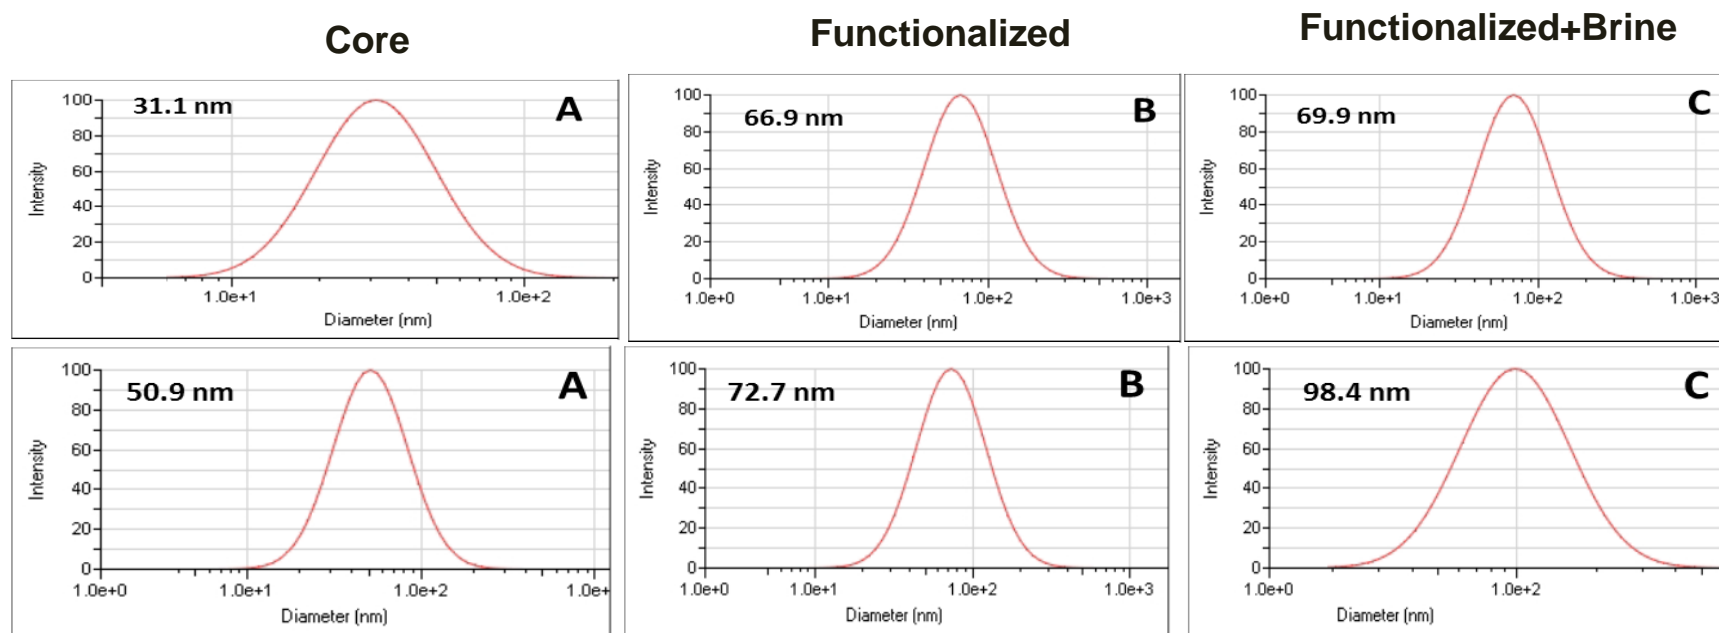 Core
Functionalized
Functionalized+Brine
31.1 nm
A
100
80
60
40
20
0
Intensity
1.0e+1
1.0e+2
Diameter (nm)
66.9 nm
B
100
80
60
40
20
0
Intensity
1.0e+0
1.0e+1
1.0e+2
1.0e+3
Diameter (nm)
69.9 nm
C
100
80
60
40
20
0
Intensity
1.0e+0
1.0e+1
1.0e+2
1.0e+3
Diameter (nm)
50.9 nm
A
100
80
60
40
20
0
Intensity
1.0e+0
1.0e+1
1.0e+2
1.0e+
Diameter (nm)
72.7 nm
B
100
80
60
40
20
0
Intensity
1.0e+0
1.0e+1
1.0e+2
1.0e+3
Diameter (nm)
98.4 nm
C
100
80
60
40
20
0
Intensity
1.0e+0
1.0e+2
Diameter (nm)